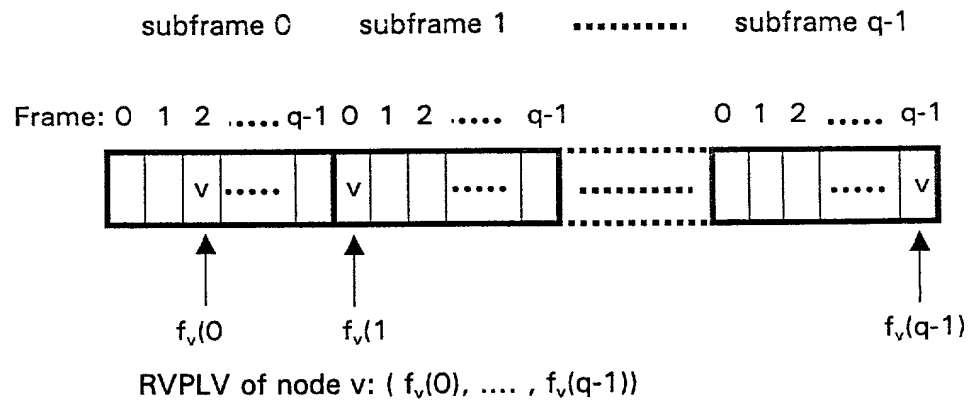 subframe 0 subframe 1 ........... subframe q-1
Frame: 0 1 2 ..... q-1 0 1 2 ..... q-1 0 1 2 ..... q-1
v ..... v ..... ........... ..... v
f_v(0 f_v(1 f_v(q-1)
RVPLV of node v: ( f_v(0), .... , f_v(q-1))